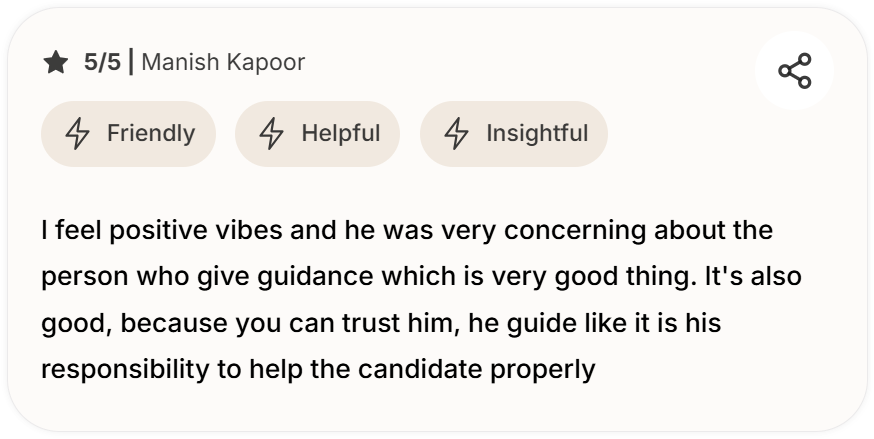 5/5 | Manish Kapoor
Friendly Helpful Insightful
I feel positive vibes and he was very concerning about the
person who give guidance which is very good thing. It's also
good, because you can trust him, he guide like it is his
responsibility to help the candidate properly